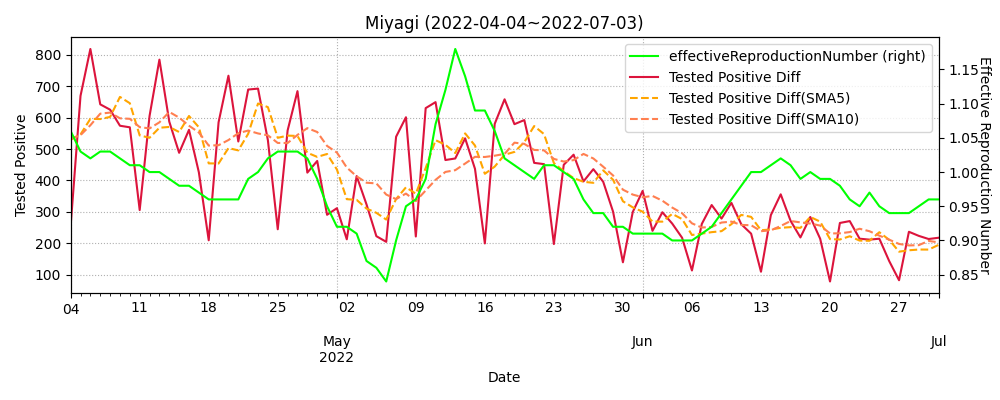 Miyagi (2022-04-04~2022-07-03)
effectiveReproductionNumber (right)
Tested Positive Diff
Tested Positive Diff(SMA5)
Tested Positive Diff(SMA10)
Tested Positive
800
700
600
500
400
300
200
100
1.15
1.10
1.05
1.00
0.95
0.90
0.85
Effective Reproduction Number
04 11 18 25 02 09 16 23 30 06 13 20 27
May Jun Jul
2022
Date